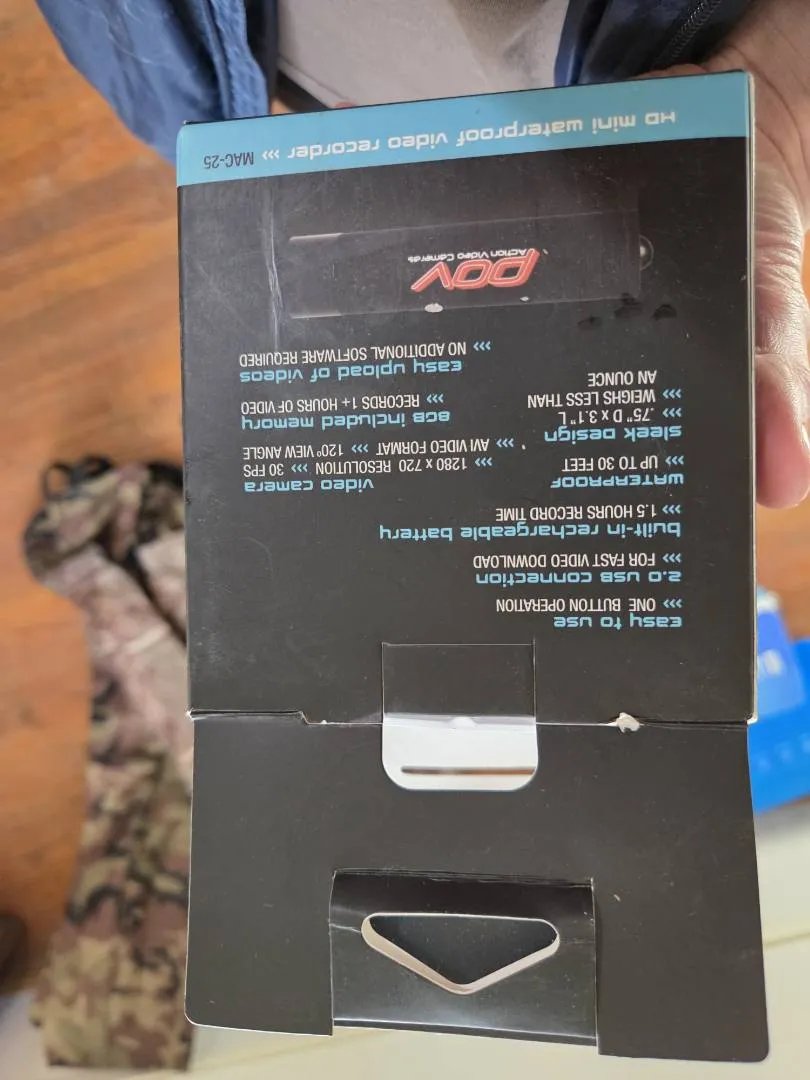 easy to use
››› ONE BUTTON OPERATION
2.0 USB connection
››› FOR FAST VIDEO DOWNLOAD
built-in rechargeable battery
››› 1.5 HOURS RECORD TIME
waterproof
››› UP TO 30 FEET
sleek design
››› .75" D x 3.1" L
››› WEIGHS LESS THAN
AN OUNCE
video camera
››› 1280 x 720 RESOLUTION ››› 30 FPS
››› AVI VIDEO FORMAT ››› 120° VIEW ANGLE
8GB included memory
››› RECORDS 1+ HOURS OF VIDEO
easy upload of videos
››› NO ADDITIONAL SOFTWARE REQUIRED
pov
Action Video Cameras
HD mini waterproof video recorder ››› MAC-25